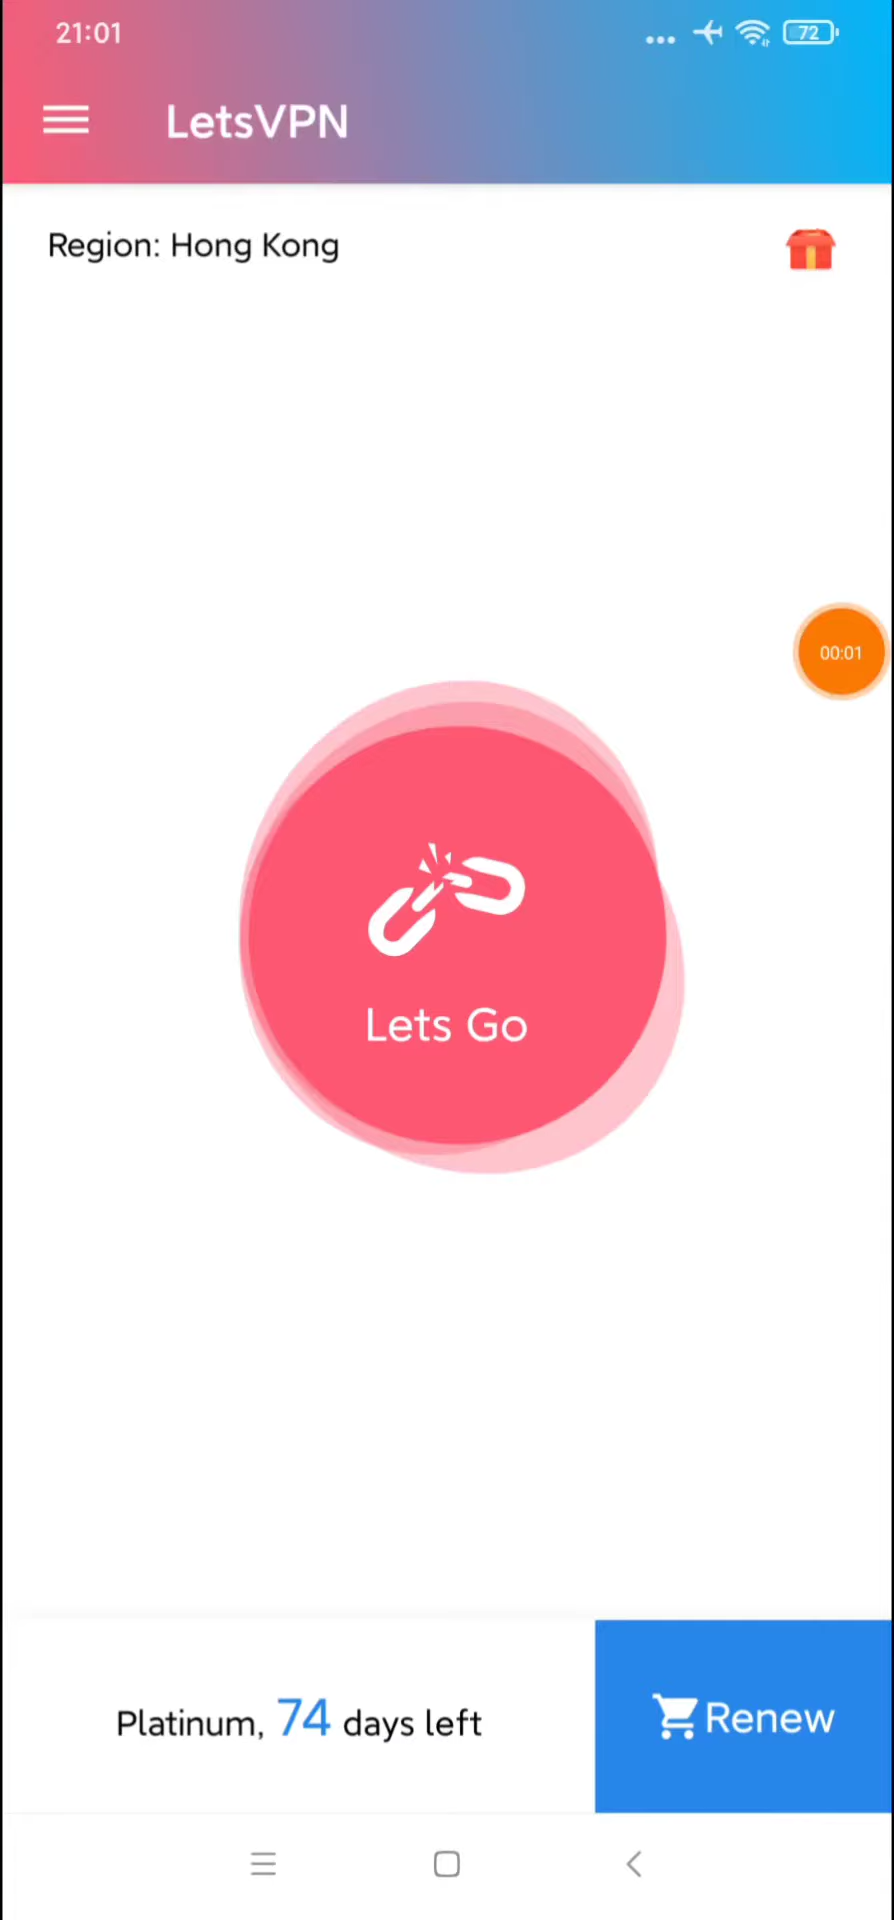 21:01
72
LetsVPN
Region: Hong Kong
00:01
Lets Go
Platinum, 74 days left
Renew